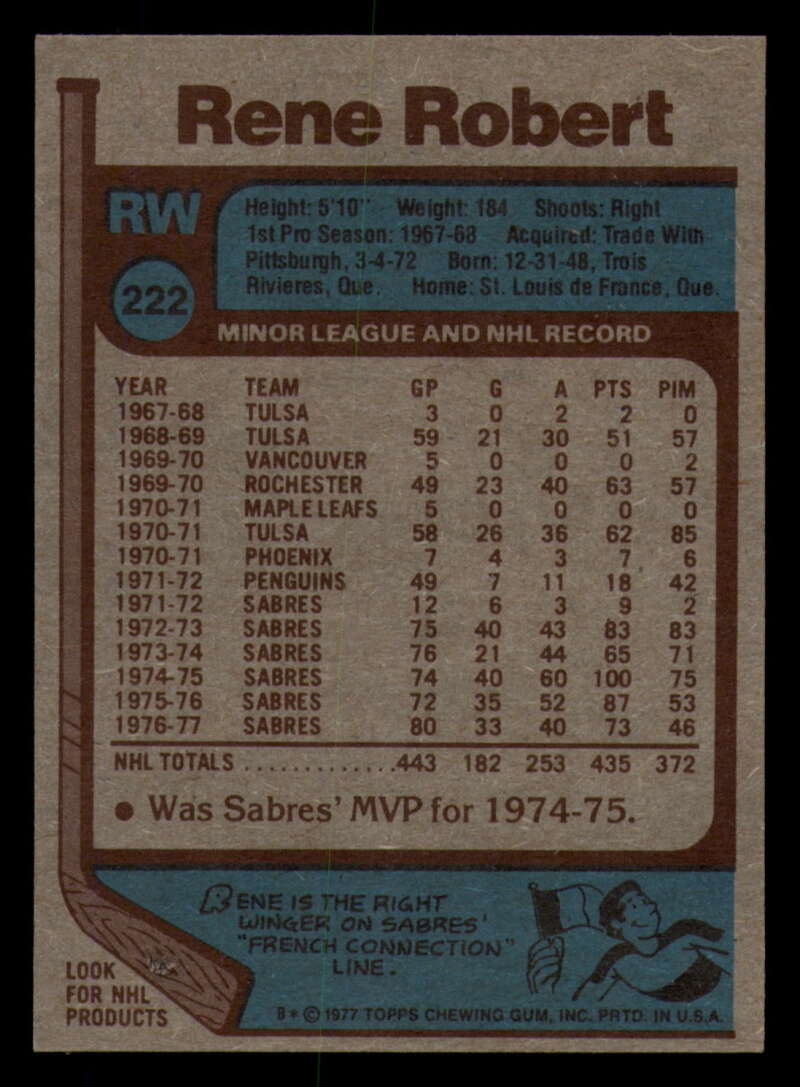 Rene Robert
RW
222
Height: 5'10" Weight: 184 Shoots: Right
1st Pro Season: 1967-68 Acquired: Trade With
Pittsburgh, 3-4-72 Born: 12-31-48, Trois
Rivieres, Que. Home: St. Louis de France, Que.
MINOR LEAGUE AND NHL RECORD
YEAR TEAM GP G A PTS PIM
1967-68 TULSA 3 0 2 2 0
1968-69 TULSA 59 21 30 51 57
1969-70 VANCOUVER 5 0 0 0 2
1969-70 ROCHESTER 49 23 40 63 57
1970-71 MAPLE LEAFS 5 0 0 0 0
1970-71 TULSA 58 26 36 62 85
1970-71 PHOENIX 7 4 3 7 6
1971-72 PENGUINS 49 7 11 18 42
1971-72 SABRES 12 6 3 9 2
1972-73 SABRES 75 40 43 83 83
1973-74 SABRES 76 21 44 65 71
1974-75 SABRES 74 40 60 100 75
1975-76 SABRES 72 35 52 87 53
1976-77 SABRES 80 33 40 73 46
NHL TOTALS .............443 182 253 435 372
● Was Sabres' MVP for 1974-75.
RENE IS THE RIGHT
WINGER ON SABRES'
"FRENCH CONNECTION"
LINE.
LOOK
FOR NHL
PRODUCTS
B* © 1977 TOPPS CHEWING GUM, INC. PRTD. IN U.S.A.